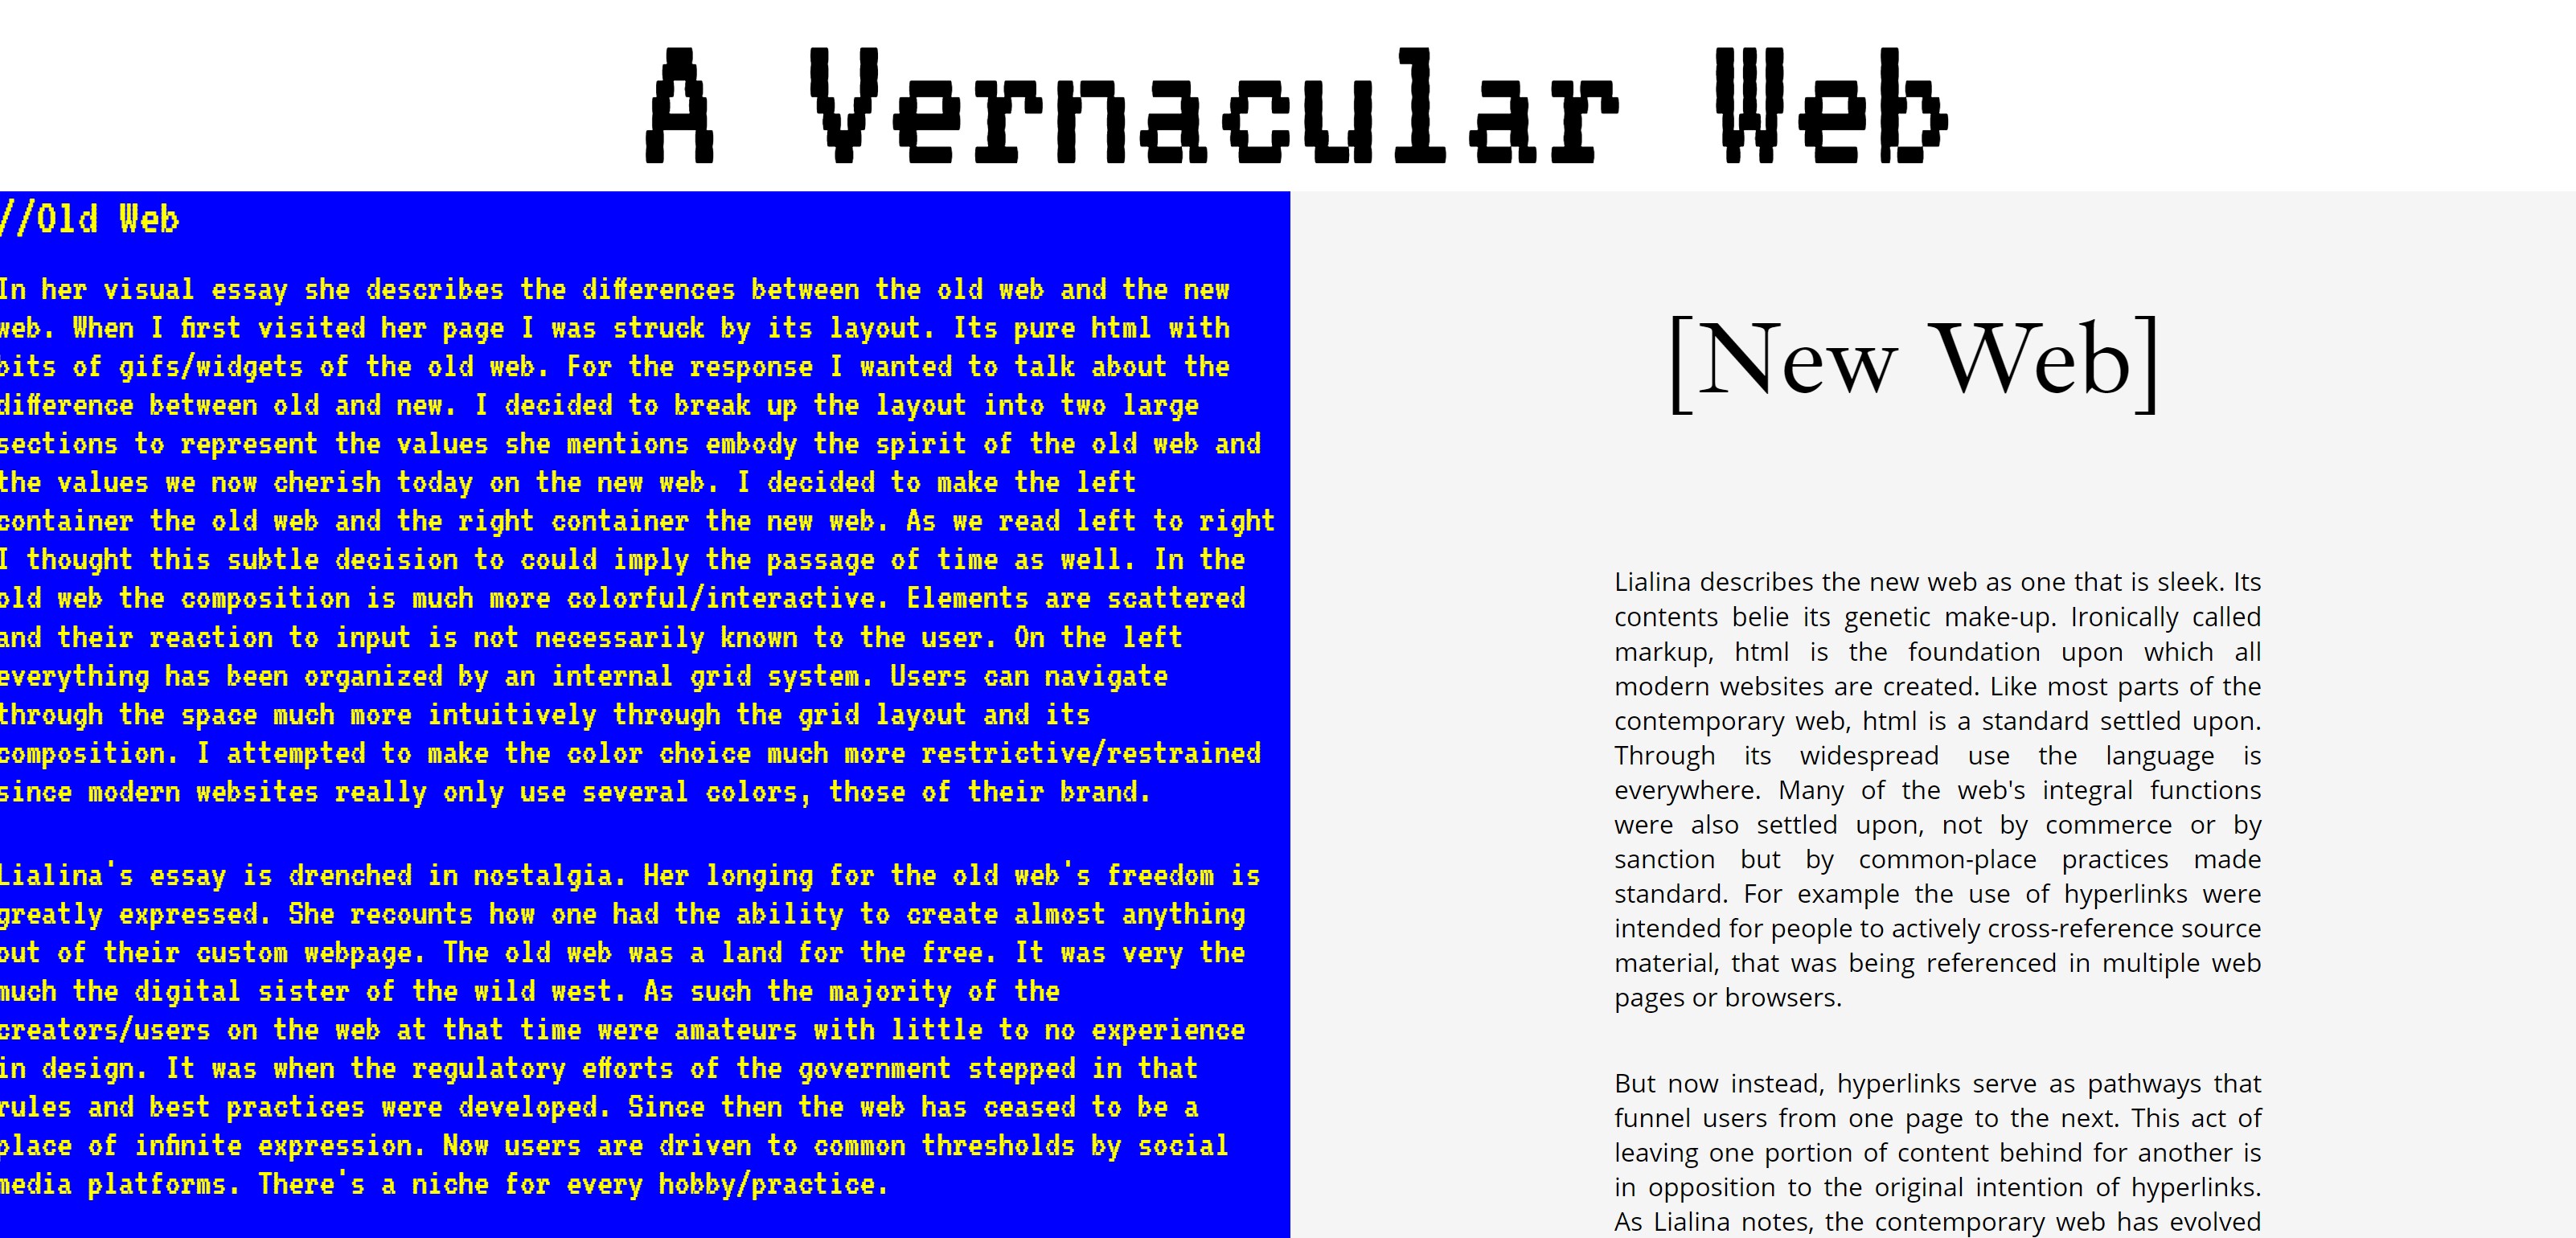 A Vernacular Web
//Old Web
In her visual essay she describes the differences between the old web and the new
web. When I first visited her page I was struck by its layout. Its pure html with
bits of gifs/widgets of the old web. For the response I wanted to talk about the
difference between old and new. I decided to break up the layout into two large
sections to represent the values she mentions embody the spirit of the old web and
the values we now cherish today on the new web. I decided to make the left
container the old web and the right container the new web. As we read left to right
I thought this subtle decision to could imply the passage of time as well. In the
old web the composition is much more colorful/interactive. Elements are scattered
and their reaction to input is not necessarily known to the user. On the left
everything has been organized by an internal grid system. Users can navigate
through the space much more intuitively through the grid layout and its
composition. I attempted to make the color choice much more restrictive/restrained
since modern websites really only use several colors, those of their brand.
Lialina's essay is drenched in nostalgia. Her longing for the old web's freedom is
greatly expressed. She recounts how one had the ability to create almost anything
out of their custom webpage. The old web was a land for the free. It was very the
much the digital sister of the wild west. As such the majority of the
creators/users on the web at that time were amateurs with little to no experience
in design. It was when the regulatory efforts of the government stepped in that
rules and best practices were developed. Since then the web has ceased to be a
place of infinite expression. Now users are driven to common thresholds by social
media platforms. There's a niche for every hobby/practice.
[New Web]
Lialina describes the new web as one that is sleek. Its
contents belie its genetic make-up. Ironically called
markup, html is the foundation upon which all
modern websites are created. Like most parts of the
contemporary web, html is a standard settled upon.
Through its widespread use the language is
everywhere. Many of the web's integral functions
were also settled upon, not by commerce or by
sanction but by common-place practices made
standard. For example the use of hyperlinks were
intended for people to actively cross-reference source
material, that was being referenced in multiple web
pages or browsers.
But now instead, hyperlinks serve as pathways that
funnel users from one page to the next. This act of
leaving one portion of content behind for another is
in opposition to the original intention of hyperlinks.
As Lialina notes, the contemporary web has evolved